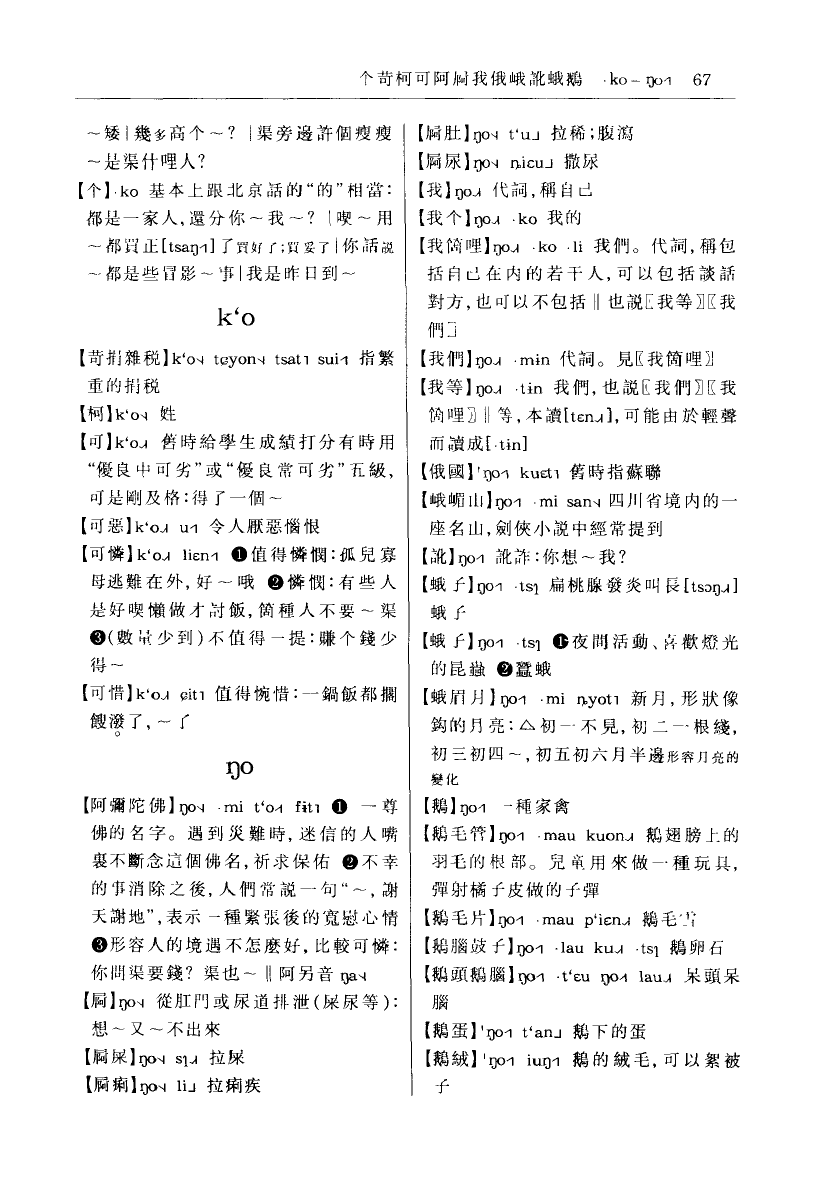 个苛柯可阿屙我俄峨訛蛾鵝 ·ko－ŋo˧˥ 67
～矮｜幾多高个～？｜渠旁邊許個瘦瘦
～是渠什哩人？
【个】·ko 基本上跟北京話的“的”相當：
都是一家人，還分你～我～？｜喫～用
～都買正[tsaŋ]了買好了；買妥了｜你話說
～都是些冒影～事｜我是昨日到～
k‘o
【苛捐雜税】k‘o tɕyon tsat sui 指繁
重的捐税
【柯】k‘o 姓
【可】k‘o 舊時給學生成績打分有時用
“優良中可劣”或“優良常可劣”五級，
可是剛及格：得了一個～
【可惡】k‘o u 令人厭惡惱恨
【可憐】k‘o liɛn ❶值得憐憫：孤兒寡
母逃難在外，好～哦 ❷憐憫：有些人
是好喫懶做才討飯，箇種人不要～渠
❸(數量少到)不值得一提：賺个錢少
得～
【可惜】k‘o ɕit 值得惋惜：一鍋飯都擱
餿潑了，～了
ŋo
【阿彌陀佛】ŋo ·mi t‘o fɨt ❶ 一尊
佛的名字。遇到災難時，迷信的人嘴
裏不斷念這個佛名，祈求保佑 ❷不幸
的事消除之後，人們常説一句“～，謝
天謝地”，表示一種緊張後的寬慰心情
❸形容人的境遇不怎麼好，比較可憐：
你問渠要錢？渠也～‖阿另音 ŋa
【屙】ŋo 從肛門或尿道排泄(屎尿等)：
想～又～不出來
【屙屎】ŋo sɿ 拉屎
【屙痢】ŋo li 拉痢疾
【屙肚】ŋo t‘u 拉稀；腹瀉
【屙尿】ŋo ȵiɛu 撒尿
【我】ŋo 代詞，稱自己
【我个】ŋo ·ko 我的
【我箇哩】ŋo ·ko ·li 我們。代詞，稱包
括自己在内的若干人，可以包括談話
對方，也可以不包括‖也説〖我等〗〖我
們〗
【我們】ŋo ·mɨn 代詞。見〖我箇哩〗
【我等】ŋo ·tɨn 我們，也説〖我們〗〖我
箇哩〗‖等，本讀[tɛn]，可能由於輕聲
而讀成[·tɨn]
【俄國】ˈŋo kuɛt 舊時指蘇聯
【峨嵋山】ŋo ·mi san 四川省境内的一
座名山，劍俠小説中經常提到
【訛】ŋo 訛詐：你想～我？
【蛾子】ŋo ·tsɿ 扁桃腺發炎叫長[tsɔŋ]
蛾子
【蛾子】ŋo ·tsɿ ❶夜間活動、喜歡燈光
的昆蟲 ❷蠶蛾
【蛾眉月】ŋo ·mi ȵyot 新月，形狀像
鈎的月亮：△初一不見，初二一根綫，
初三初四～，初五初六月半邊形容月亮的
變化
【鵝】ŋo 一種家禽
【鵝毛管】ŋo ·mau kuon 鵝翅膀上的
羽毛的根部。兒童用來做一種玩具，
彈射橘子皮做的子彈
【鵝毛片】ŋo ·mau p‘iɛn 鵝毛雪
【鵝腦鼓子】ŋo ·lau ku ·tsɿ 鵝卵石
【鵝頭鵝腦】ŋo ·t‘ɛu ŋo lau 呆頭呆
腦
【鵝蛋】ˈŋo t‘an 鵝下的蛋
【鵝絨】ˈŋo iuŋ 鵝的絨毛，可以絮被
子